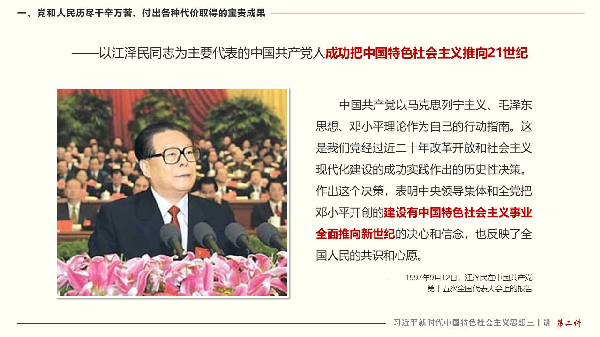 一、党和人民历尽千辛万苦、付出各种代价取得的宝贵成果
——以江泽民同志为主要代表的中国共产党人成功把中国特色社会主义推向21世纪
中国共产党以马克思列宁主义、毛泽东
思想、邓小平理论作为自己的行动指南。这
是我们党经过近二十年改革开放和社会主义
现代化建设的成功实践作出的历史性决策。
作出这个决策，表明中央领导集体和全党把
邓小平开创的建设有中国特色社会主义事业
全面推向新世纪的决心和信念，也反映了全
国人民的共识和心愿。
——1997年9月12日，江泽民在中国共产党
第十五次全国代表大会上的报告
习近平新时代中国特色社会主义思想三十讲 第二讲